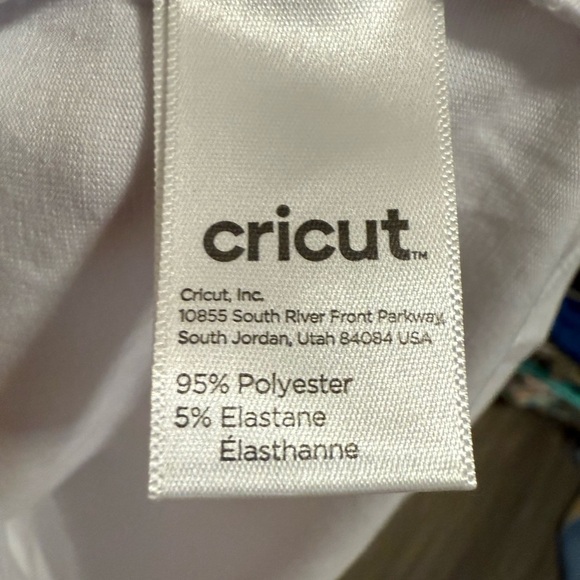 cricut™
Cricut, Inc.
10855 South River Front Parkway,
South Jordan, Utah 84084 USA
95% Polyester
5% Elastane
Élasthanne